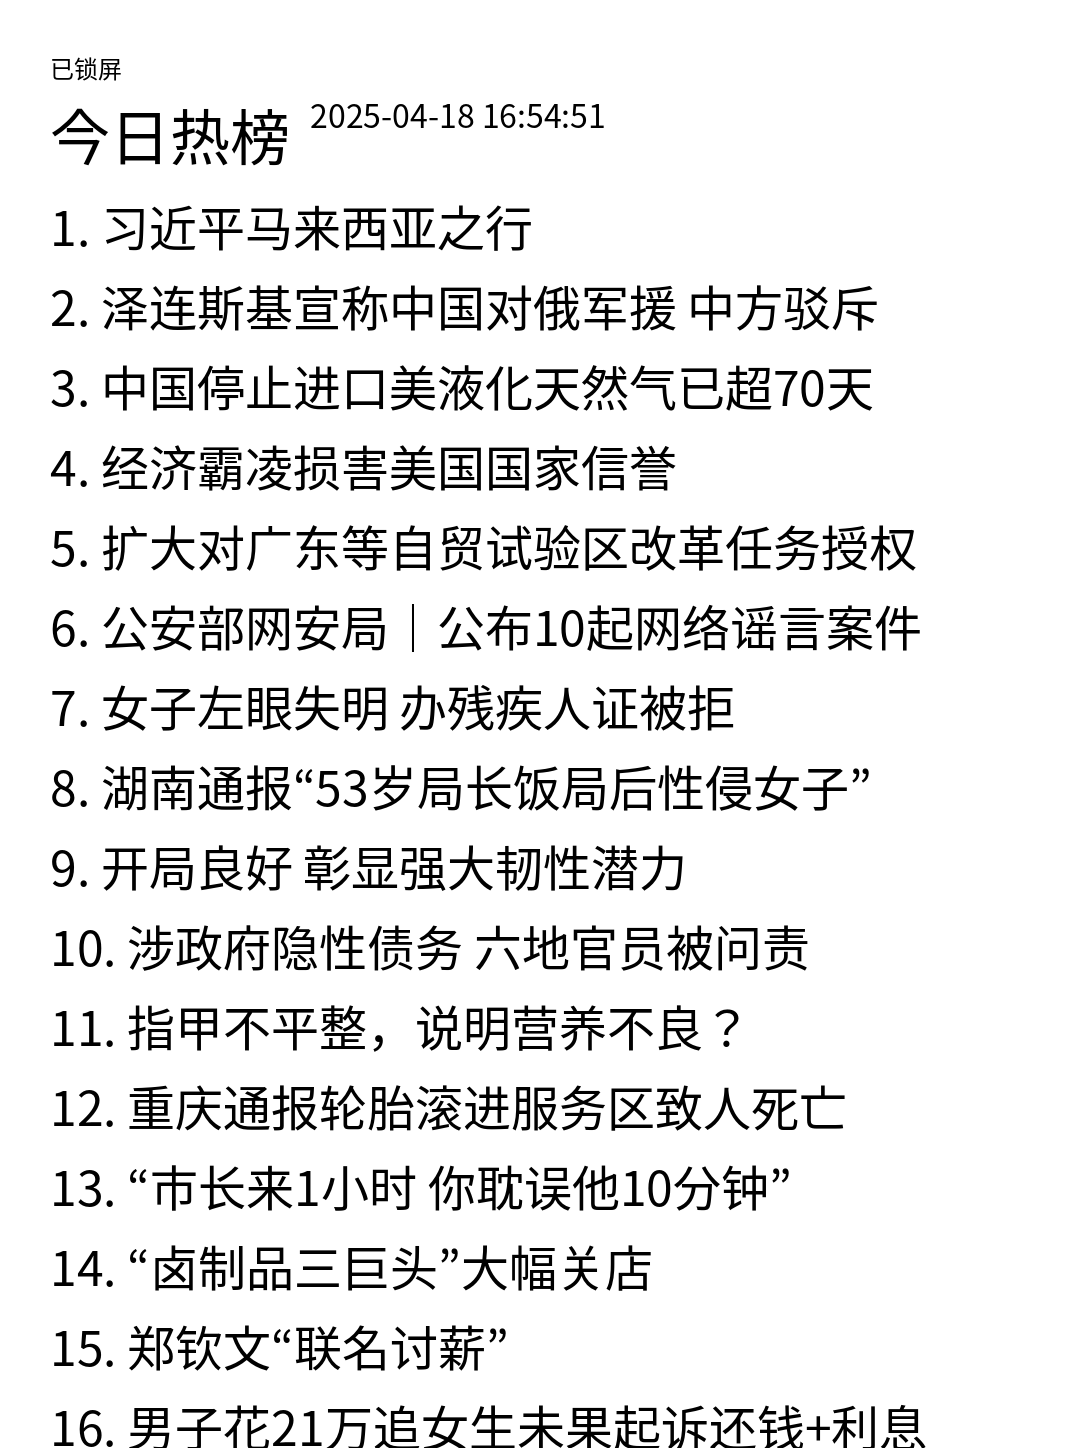 已锁屏
今日热榜 2025-04-18 16:54:51
1. 习近平马来西亚之行
2. 泽连斯基宣称中国对俄军援 中方驳斥
3. 中国停止进口美液化天然气已超70天
4. 经济霸凌损害美国国家信誉
5. 扩大对广东等自贸试验区改革任务授权
6. 公安部网安局｜公布10起网络谣言案件
7. 女子左眼失明 办残疾人证被拒
8. 湖南通报“53岁局长饭局后性侵女子”
9. 开局良好 彰显强大韧性潜力
10. 涉政府隐性债务 六地官员被问责
11. 指甲不平整，说明营养不良？
12. 重庆通报轮胎滚进服务区致人死亡
13. “市长来1小时 你耽误他10分钟”
14. “卤制品三巨头”大幅关店
15. 郑钦文“联名讨薪”
16. 男子花21万追女生未果起诉还钱+利息